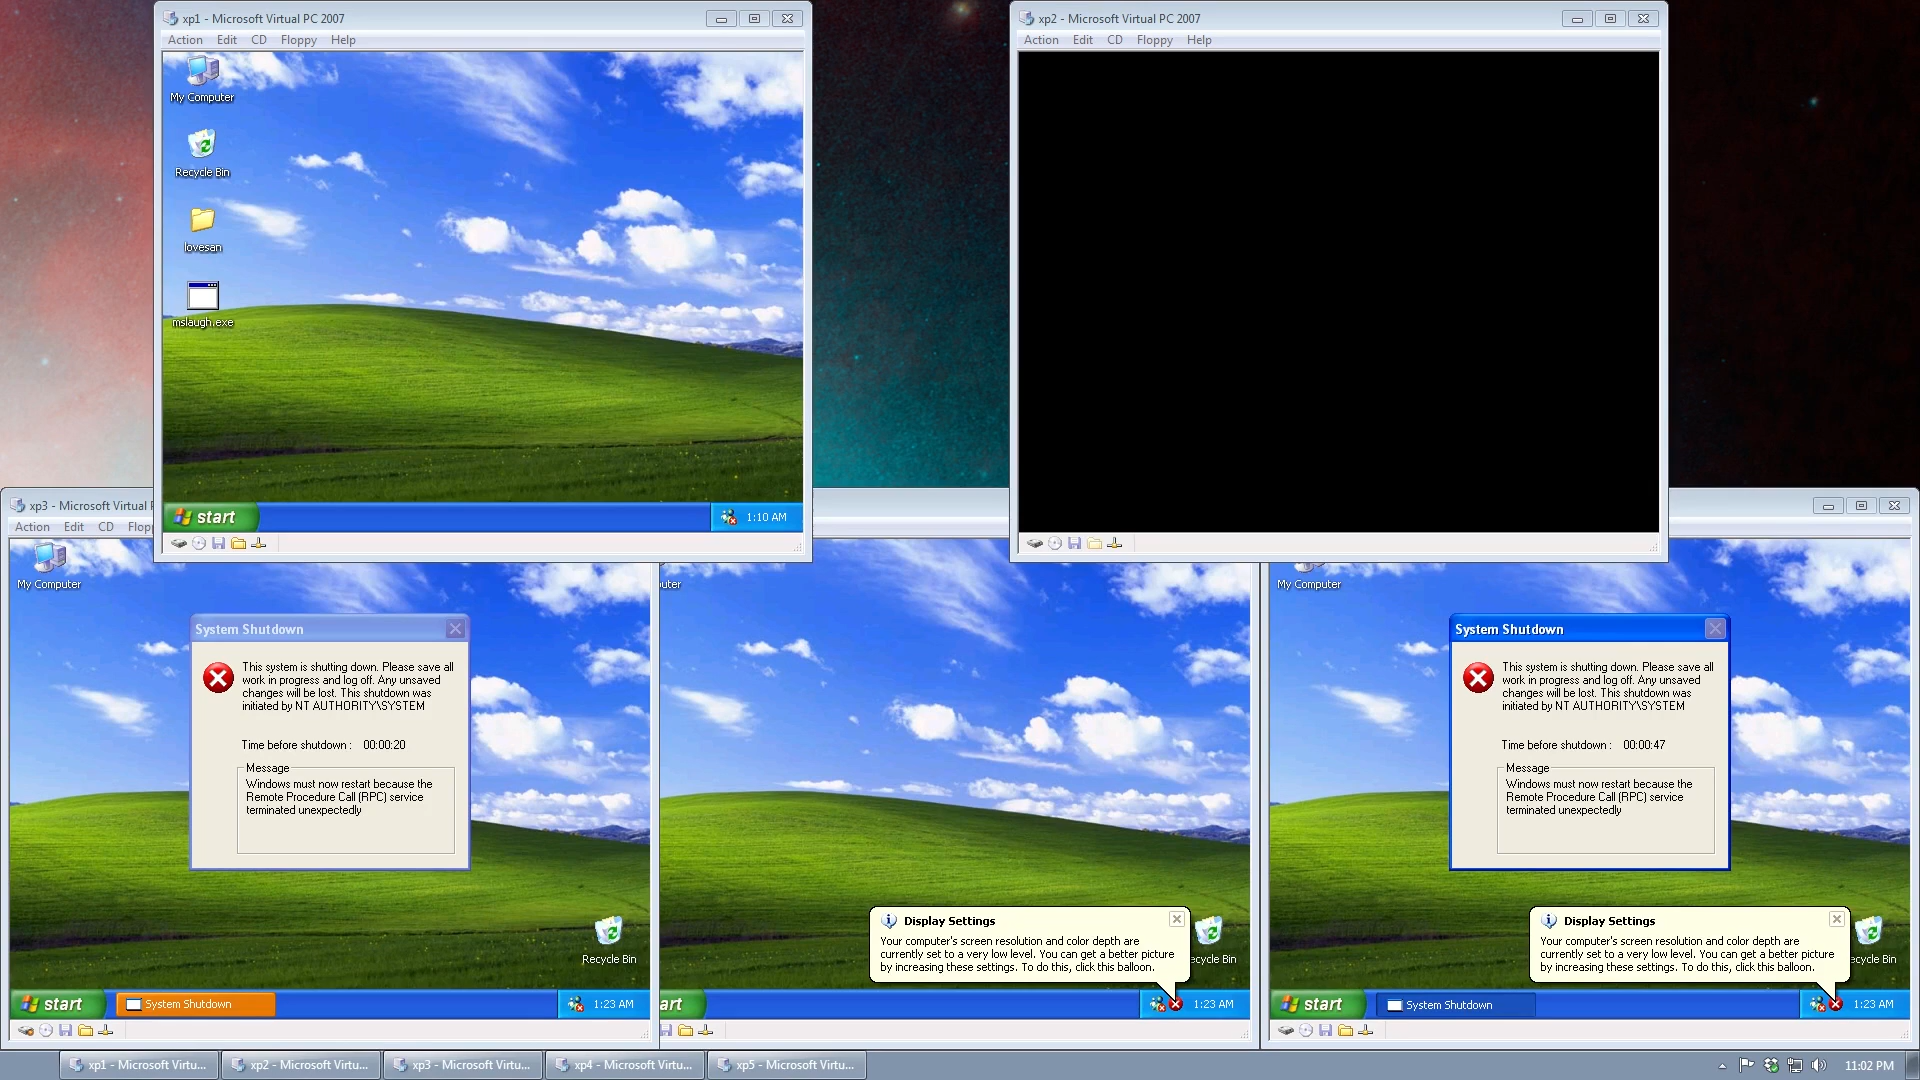 xp1 - Microsoft Virtual PC 2007
Action Edit CD Floppy Help
My Computer
Recycle Bin
lovesan
mslaugh.exe
start
1:10 AM
xp2 - Microsoft Virtual PC 2007
Action Edit CD Floppy Help
xp3 - Microsoft Virtual
Action Edit CD Flop
My Computer
System Shutdown
This system is shutting down. Please save all
work in progress and log off. Any unsaved
changes will be lost. This shutdown was
initiated by NT AUTHORITY\SYSTEM
Time before shutdown : 00:00:20
Message
Windows must now restart because the
Remote Procedure Call (RPC) service
terminated unexpectedly
Recycle Bin
start
System Shutdown
1:23 AM
uter
Display Settings
Your computer's screen resolution and color depth are
currently set to a very low level. You can get a better picture
by increasing these settings. To do this, click this balloon.
ecycle Bin
art
1:23 AM
My Computer
System Shutdown
This system is shutting down. Please save all
work in progress and log off. Any unsaved
changes will be lost. This shutdown was
initiated by NT AUTHORITY\SYSTEM
Time before shutdown : 00:00:47
Message
Windows must now restart because the
Remote Procedure Call (RPC) service
terminated unexpectedly
Display Settings
Your computer's screen resolution and color depth are
currently set to a very low level. You can get a better picture
by increasing these settings. To do this, click this balloon.
ecycle Bin
start
System Shutdown
1:23 AM
xp1 - Microsoft Virtu...
xp2 - Microsoft Virtu...
xp3 - Microsoft Virtu...
xp4 - Microsoft Virtu...
xp5 - Microsoft Virtu...
11:02 PM